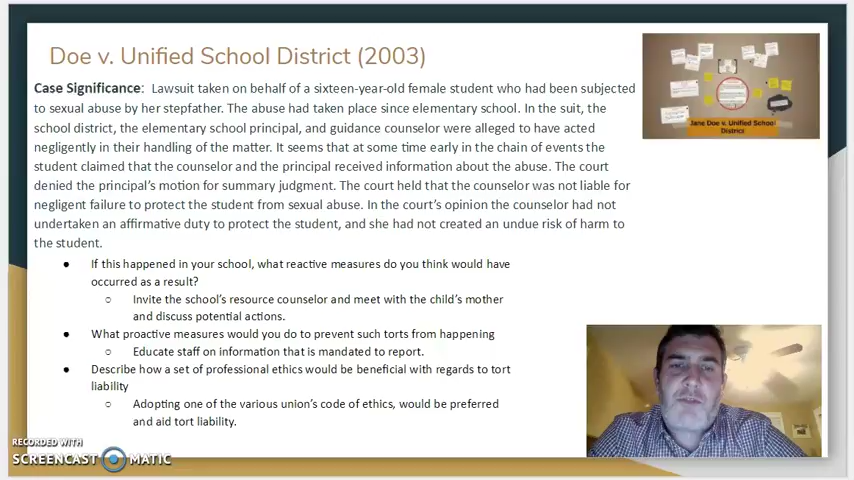 Doe v. Unified School District (2003)
Case Significance: Lawsuit taken on behalf of a sixteen-year-old female student who had been subjected
to sexual abuse by her stepfather. The abuse had taken place since elementary school. In the suit, the
school district, the elementary school principal, and guidance counselor were alleged to have acted
negligently in their handling of the matter. It seems that at some time early in the chain of events the
student claimed that the counselor and the principal received information about the abuse. The court
denied the principal's motion for summary judgment. The court held that the counselor was not liable for
negligent failure to protect the student from sexual abuse. In the court's opinion the counselor had not
undertaken an affirmative duty to protect the student, and she had not created an undue risk of harm to
the student.
● If this happened in your school, what reactive measures do you think would have
occurred as a result?
○ Invite the school's resource counselor and meet with the child's mother
and discuss potential actions.
● What proactive measures would you do to prevent such torts from happening
○ Educate staff on information that is mandated to report.
● Describe how a set of professional ethics would be beneficial with regards to tort
liability
○ Adopting one of the various union's code of ethics, would be preferred
and aid tort liability.
Jane Doe v. Unified School
District
RECORDED WITH
SCREENCAST MATIC